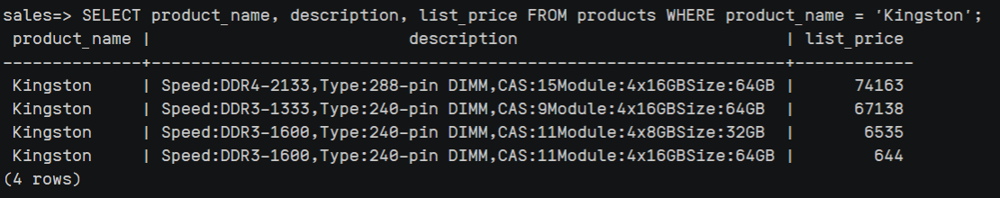 sales=> SELECT product_name, description, list_price FROM products WHERE product_name = 'Kingston';
 product_name |                          description                           | list_price
--------------+----------------------------------------------------------------+------------
 Kingston     | Speed:DDR4-2133,Type:288-pin DIMM,CAS:15Module:4x16GBSize:64GB |      74163
 Kingston     | Speed:DDR3-1333,Type:240-pin DIMM,CAS:9Module:4x16GBSize:64GB  |      67138
 Kingston     | Speed:DDR3-1600,Type:240-pin DIMM,CAS:11Module:4x8GBSize:32GB  |       6535
 Kingston     | Speed:DDR3-1600,Type:240-pin DIMM,CAS:11Module:4x16GBSize:64GB |        644
(4 rows)